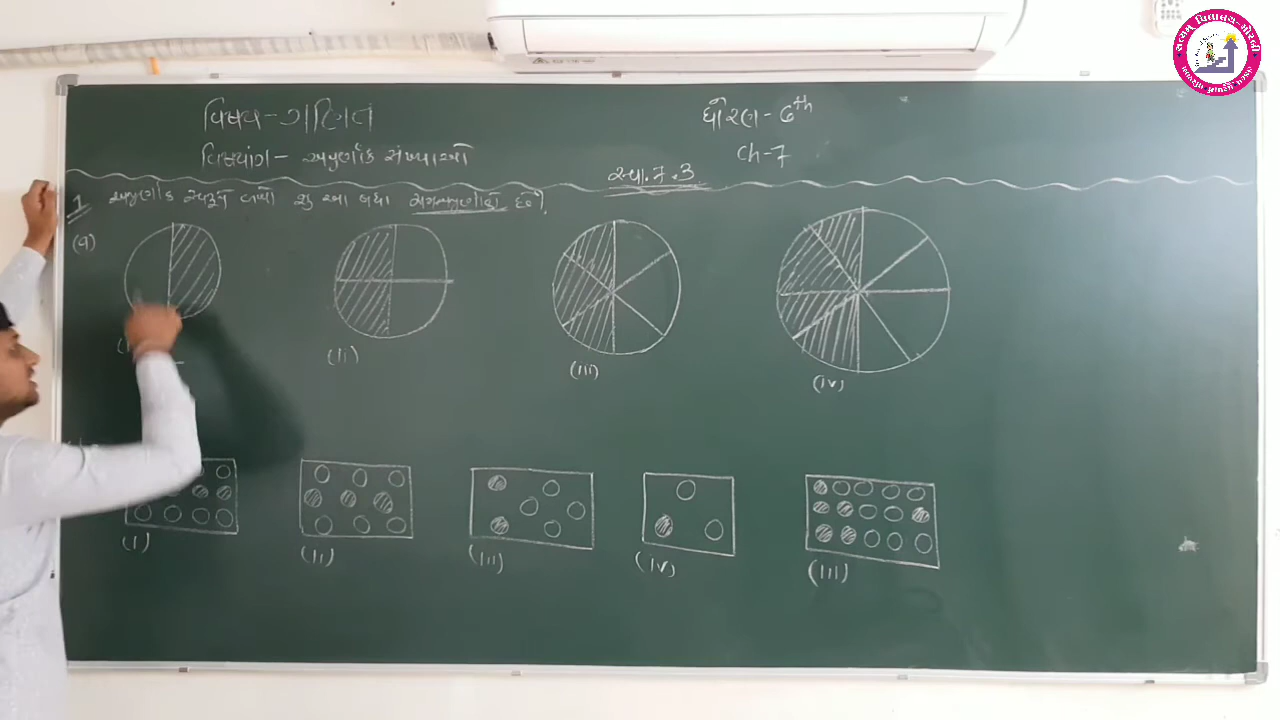 વિષય - ગણિત
ધોરણ - 6th
વિષયાંગ - અપૂર્ણાંક સંખ્યાઓ
Ch-7
સ્વા. 7.3
1 અપૂર્ણાંક સ્વરૂપ લખો શું આ બધા સમઅપૂર્ણાંકો છે?
(a)
(ii)
(iii)
(iv)
(i)
(ii)
(iii)
(iv)
(iii)